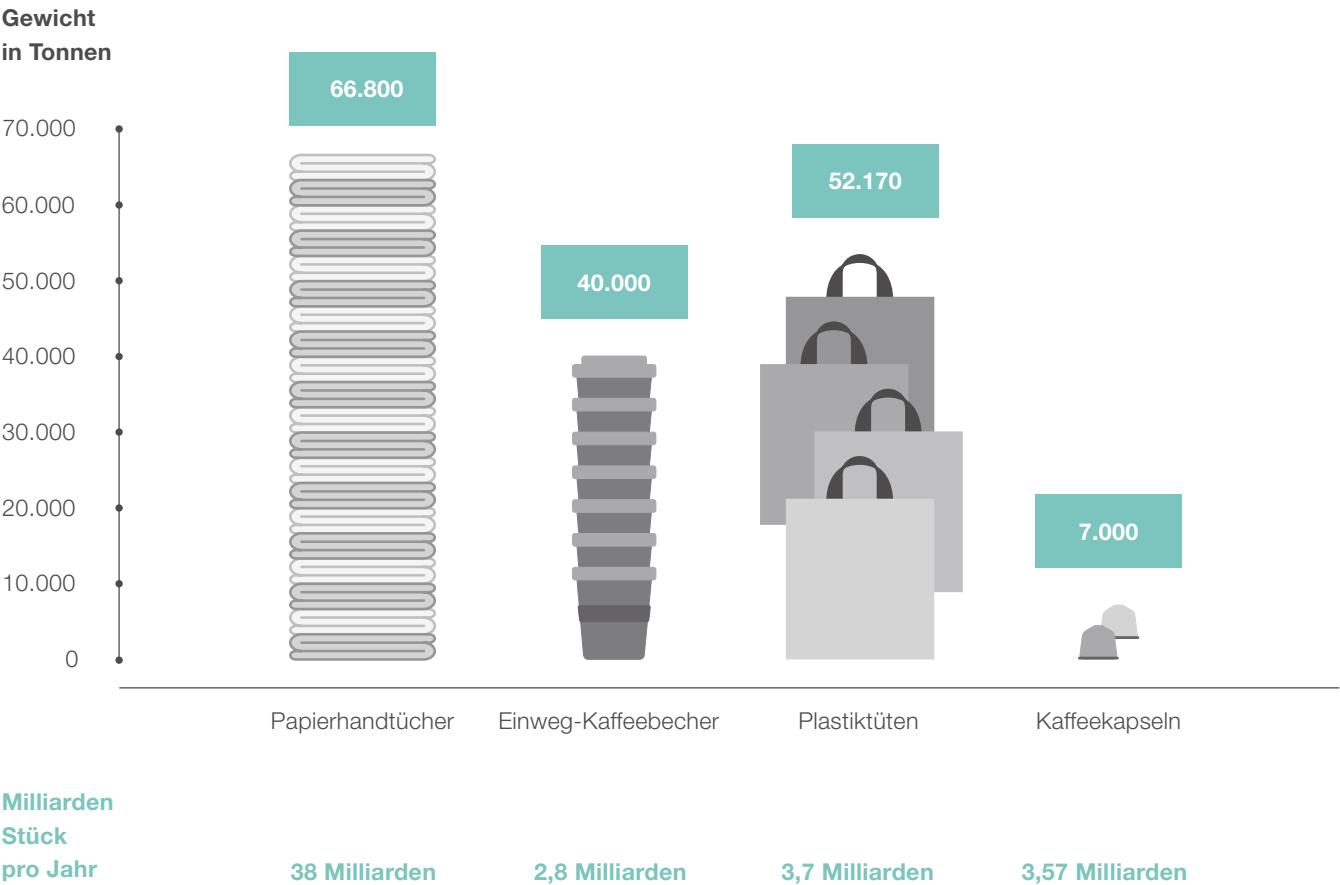 Gewicht
in Tonnen
66.800
70.000
52.170
60.000
50.000
40.000
40.000
30.000
20.000
7.000
10.000
0
Papierhandtücher Einweg-Kaffeebecher Plastiktüten Kaffeekapseln
Milliarden
Stück
pro Jahr 38 Milliarden 2,8 Milliarden 3,7 Milliarden 3,57 Milliarden